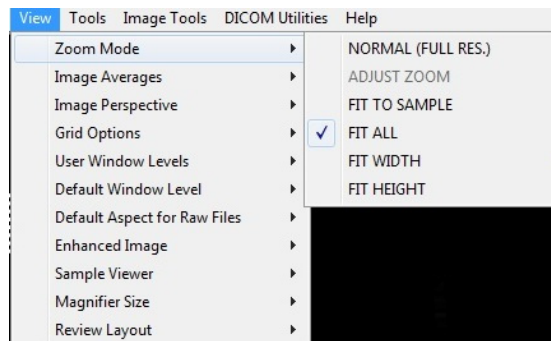 View Tools Image Tools DICOM Utilities Help
Zoom Mode
Image Averages
Image Perspective
Grid Options
User Window Levels
Default Window Level
Default Aspect for Raw Files
Enhanced Image
Sample Viewer
Magnifier Size
Review Layout
NORMAL (FULL RES.)
ADJUST ZOOM
FIT TO SAMPLE
FIT ALL
FIT WIDTH
FIT HEIGHT